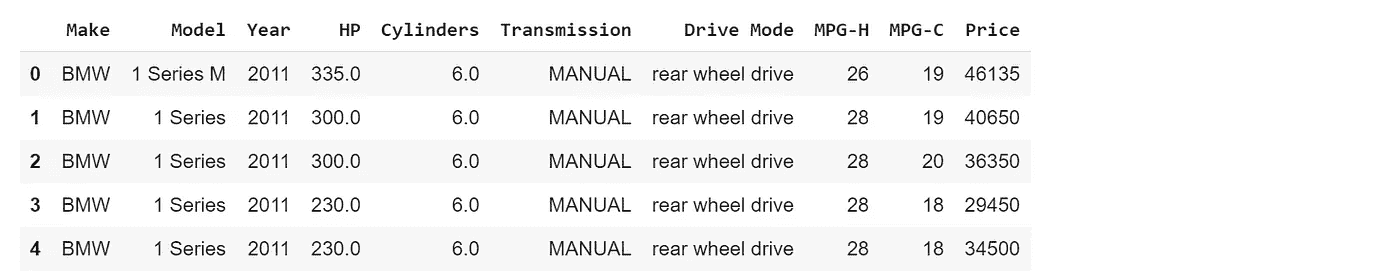 Make Model Year HP Cylinders Transmission Drive Mode MPG-H MPG-C Price
0 BMW 1 Series M 2011 335.0 6.0 MANUAL rear wheel drive 26 19 46135
1 BMW 1 Series 2011 300.0 6.0 MANUAL rear wheel drive 28 19 40650
2 BMW 1 Series 2011 300.0 6.0 MANUAL rear wheel drive 28 20 36350
3 BMW 1 Series 2011 230.0 6.0 MANUAL rear wheel drive 28 18 29450
4 BMW 1 Series 2011 230.0 6.0 MANUAL rear wheel drive 28 18 34500